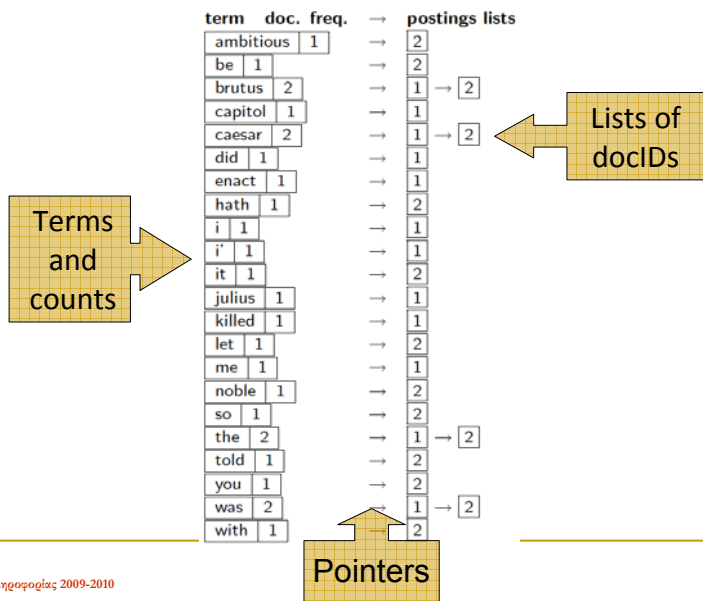 term doc. freq. → postings lists
ambitious 1 → 2
be 1 → 2
brutus 2 → 1 → 2
capitol 1 → 1
caesar 2 → 1 → 2
did 1 → 1
enact 1 → 1
hath 1 → 2
i 1 → 1
i' 1 → 1
it 1 → 2
julius 1 → 1
killed 1 → 1
let 1 → 2
me 1 → 1
noble 1 → 2
so 1 → 2
the 2 → 1 → 2
told 1 → 2
you 1 → 2
was 2 → 1 → 2
with 1 → 2
Lists of
docIDs
Terms
and
counts
Pointers
2009-2010